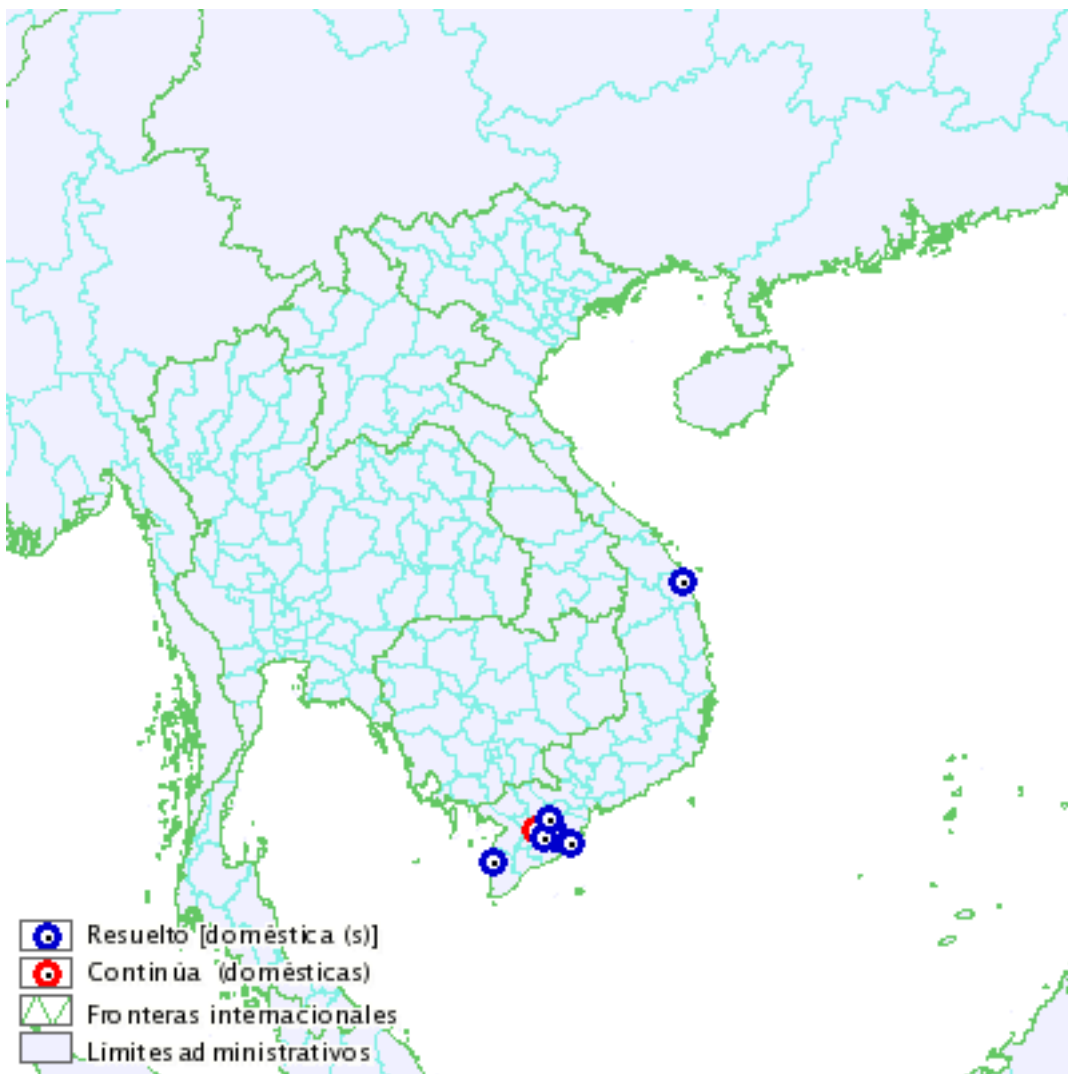 Resuelto [doméstica (s)]
Continúa (domésticas)
Fronteras internacionales
Límites administrativos